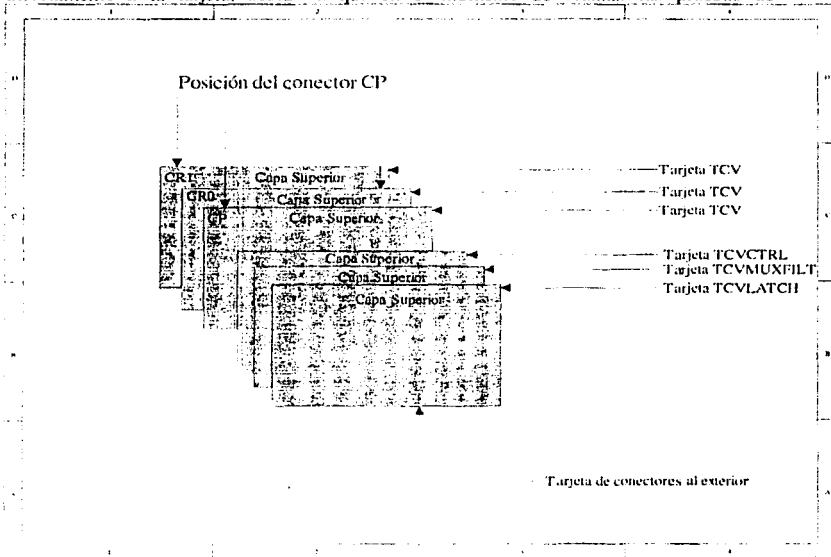 Posición del conector CP
CR1 Capa Superior Tarjeta TCV
CR0 Capa Superior Tarjeta TCV
CP Capa Superior Tarjeta TCV
Capa Superior Tarjeta TCVCTRL
Capa Superior Tarjeta TCVMUXFILT
Capa Superior Tarjeta TCVLATCH
Tarjeta de conectores al exterior